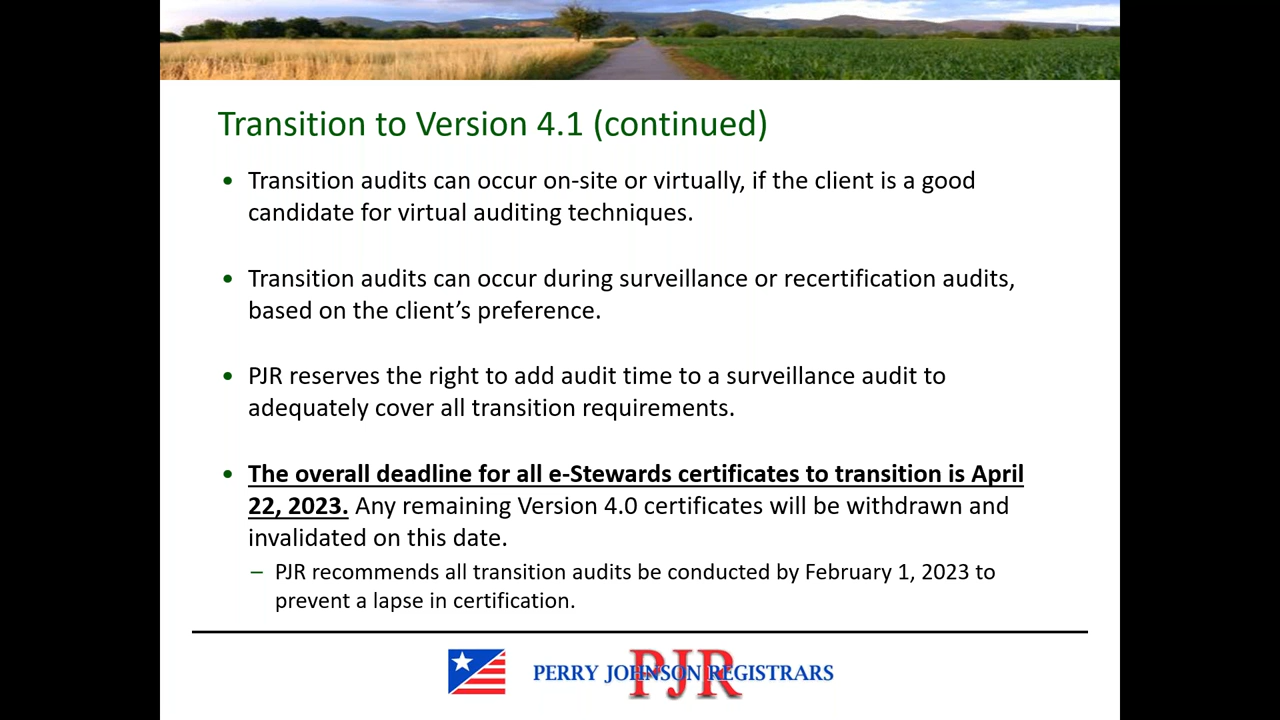 Transition to Version 4.1 (continued)
• Transition audits can occur on-site or virtually, if the client is a good
candidate for virtual auditing techniques.
• Transition audits can occur during surveillance or recertification audits,
based on the client’s preference.
• PJR reserves the right to add audit time to a surveillance audit to
adequately cover all transition requirements.
• The overall deadline for all e-Stewards certificates to transition is April
22, 2023. Any remaining Version 4.0 certificates will be withdrawn and
invalidated on this date.
– PJR recommends all transition audits be conducted by February 1, 2023 to
prevent a lapse in certification.
PJR
PERRY JOHNSON REGISTRARS